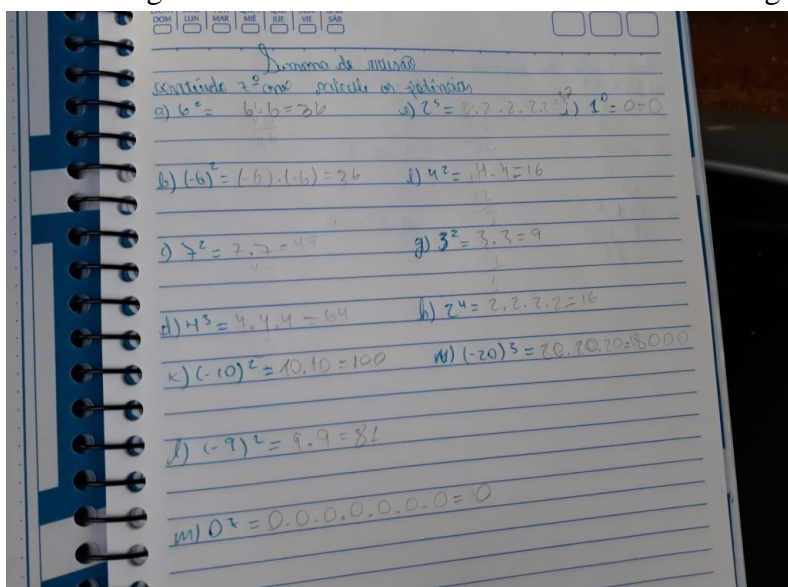 DOM LUN MAR MIÉ JUE VIE SÁB
Semana de revisão
conteúdo 7º ano calcule as potências
a) 6² = 6.6 = 36 e) 2⁵ = 2.2.2.2.2=32 i) 1⁰ = 0=0
b) (-6)² = (-6).(-6) = 36 f) 4² = 4.4=16
c) 7² = 7.7 = 49 g) 3² = 3.3=9
d) 4³ = 4.4.4 = 64 h) 2⁴ = 2.2.2.2=16
k) (-10)² = 10.10 = 100 N) (-20)³ = 20.20.20=18000
l) (-9)² = 9.9 = 81
m) 0⁷ = 0.0.0.0.0.0.0 = 0